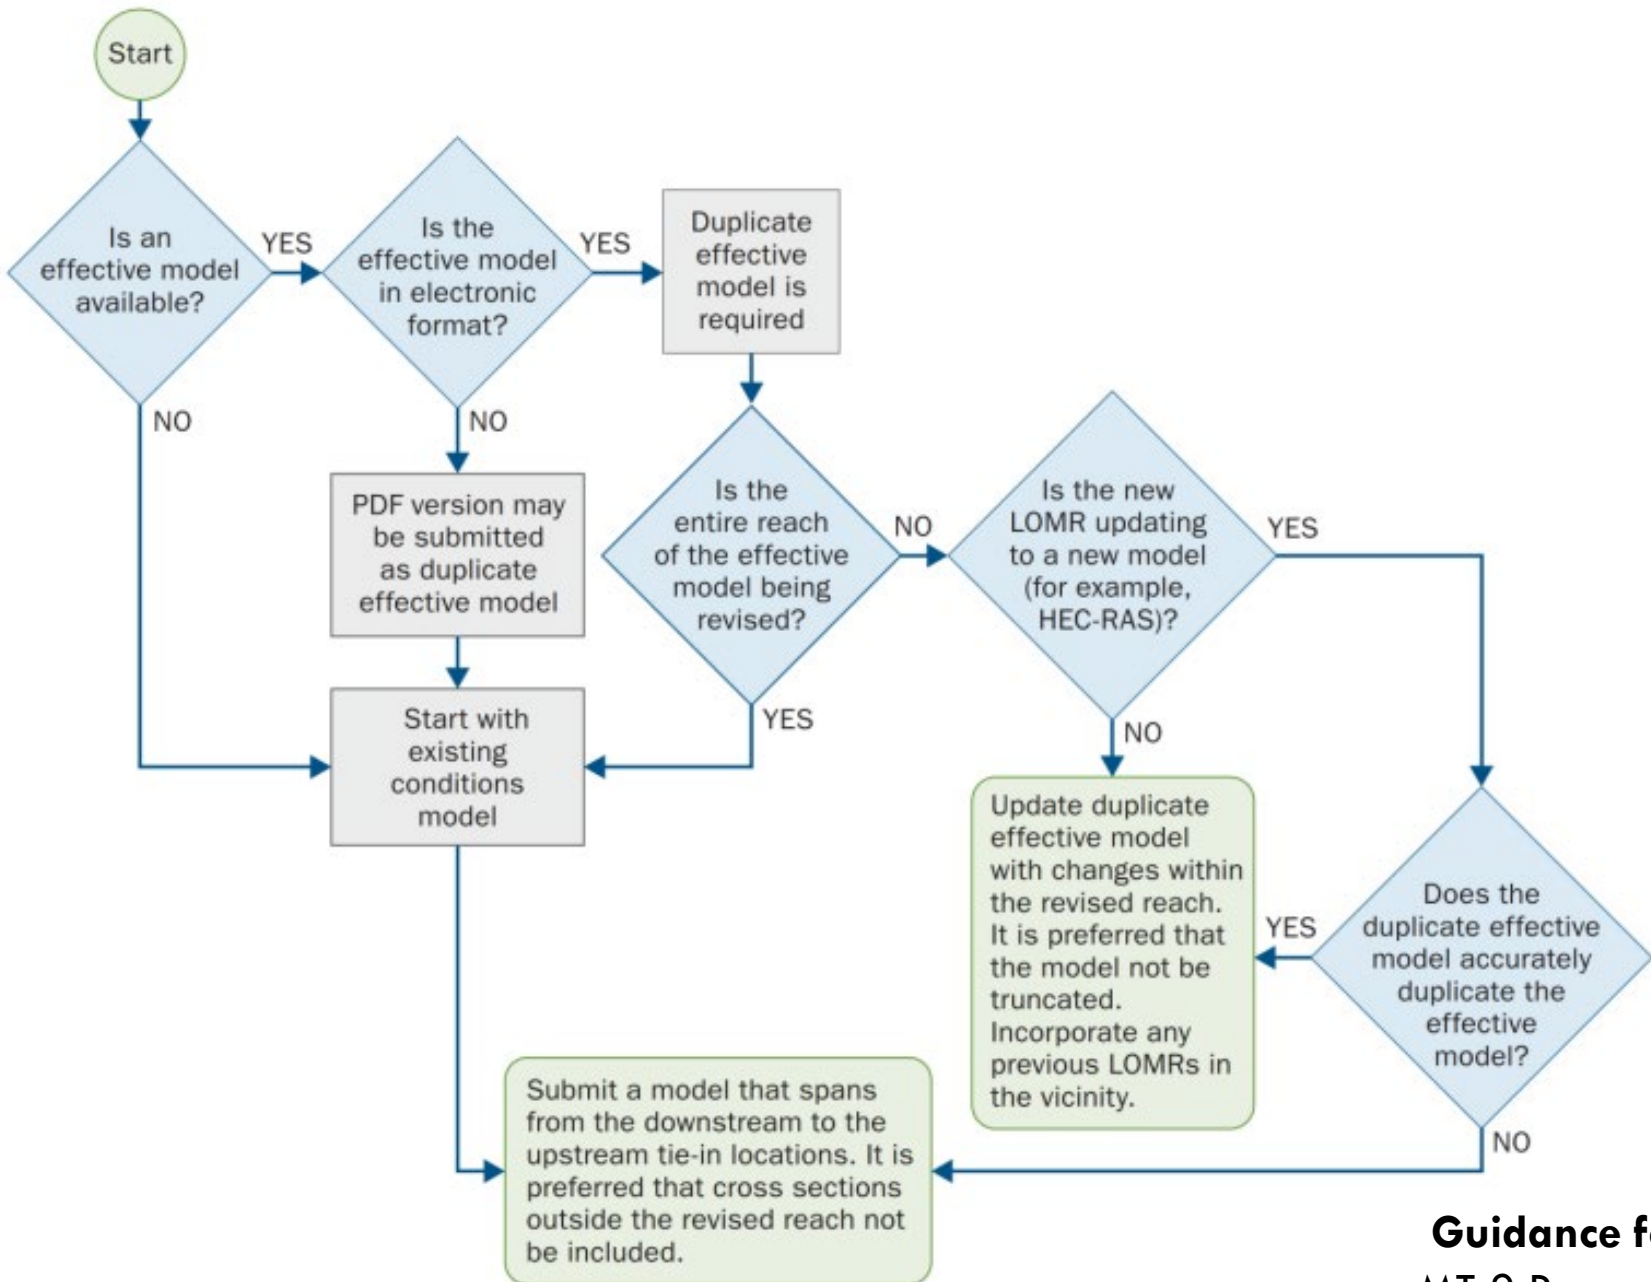 Start
Is an
effective model
available?
YES
NO
Is the
effective model
in electronic
format?
YES
NO
Duplicate
effective
model is
required
PDF version may
be submitted
as duplicate
effective model
Is the
entire reach
of the effective
model being
revised?
NO
YES
Is the new
LOMR updating
to a new model
(for example,
HEC-RAS)?
YES
NO
Start with
existing
conditions
model
Update duplicate
effective model
with changes within
the revised reach.
It is preferred that
the model not be
truncated.
Incorporate any
previous LOMRs in
the vicinity.
Does the
duplicate effective
model accurately
duplicate the
effective
model?
YES
NO
Submit a model that spans
from the downstream to the
upstream tie-in locations. It is
preferred that cross sections
outside the revised reach not
be included.
Guidance